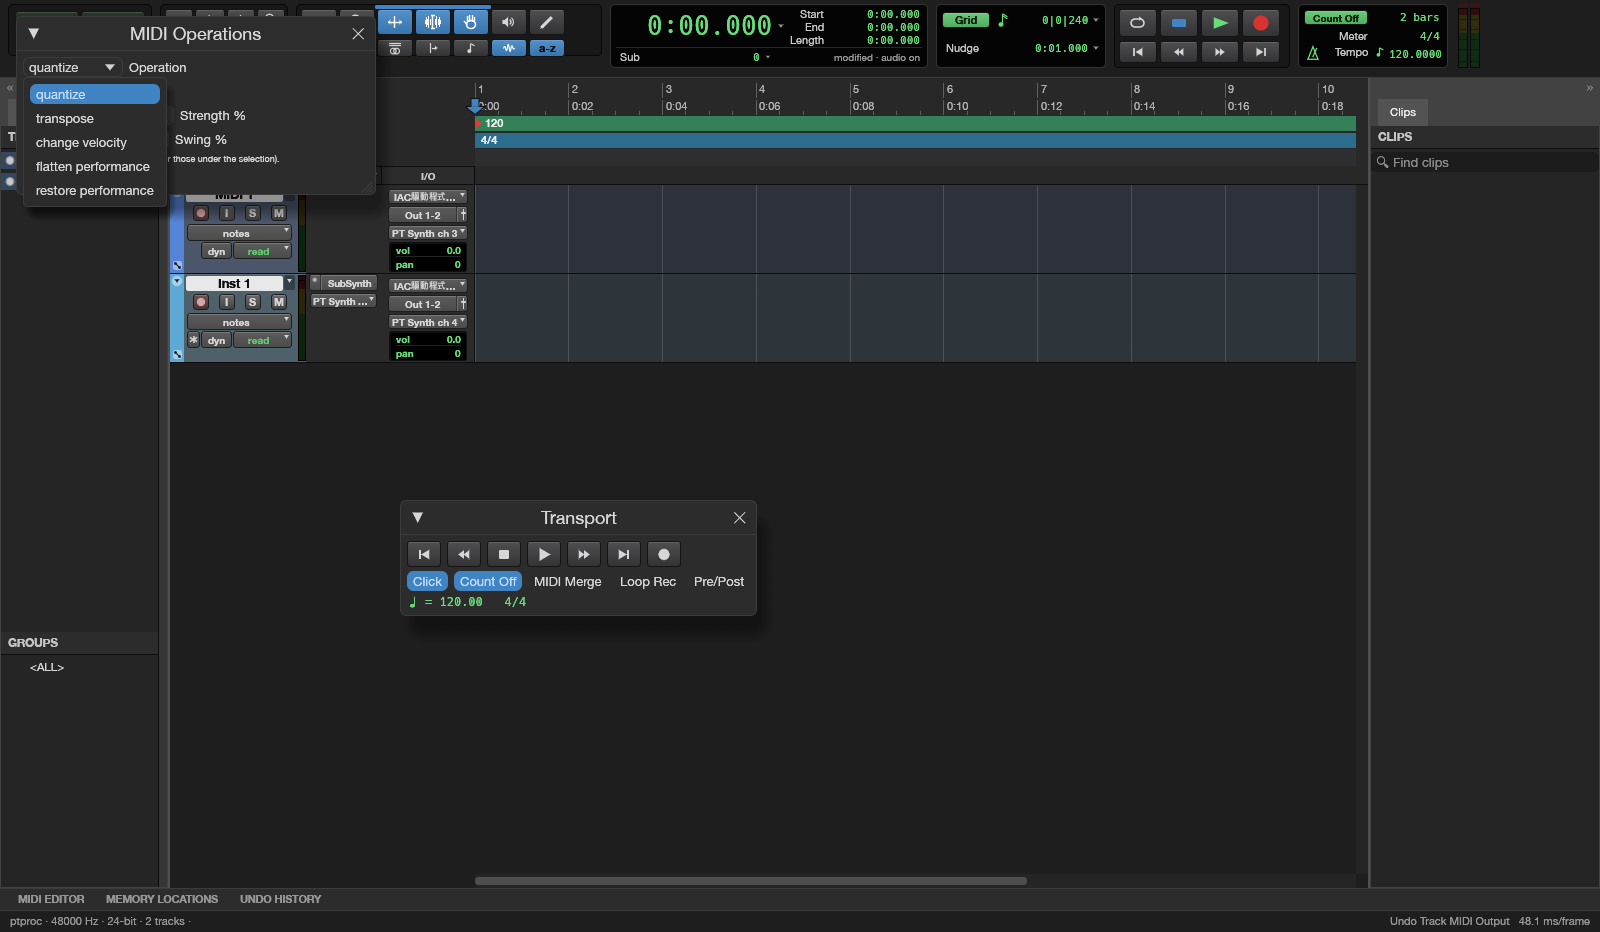 MIDI Operations
quantize Operation
quantize
transpose
change velocity
flatten performance
restore performance
Strength %
Swing %
r those under the selection).
a-z
0:00.000
Start 0:00.000
End 0:00.000
Length 0:00.000
Sub 0
modified · audio on
Grid 0|0|240
Nudge 0:01.000
Count Off 2 bars
Meter 4/4
Tempo 120.0000
1 2 3 4 5 6 7 8 9 10
0:02 0:04 0:06 0:08 0:10 0:12 0:14 0:16 0:18
120
4/4
I/O
MIDI 1
I S M
notes
dyn read
IAC驅動程式...
Out 1-2
PT Synth ch 3
vol 0.0
pan 0
Inst 1
I S M
notes
dyn read
SubSynth
PT Synth ...
IAC驅動程式...
Out 1-2
PT Synth ch 4
vol 0.0
pan 0
Clips
CLIPS
Find clips
Transport
Click Count Off MIDI Merge Loop Rec Pre/Post
= 120.00 4/4
GROUPS
<ALL>
MIDI EDITOR MEMORY LOCATIONS UNDO HISTORY
ptproc · 48000 Hz · 24-bit · 2 tracks ·
Undo Track MIDI Output 48.1 ms/frame